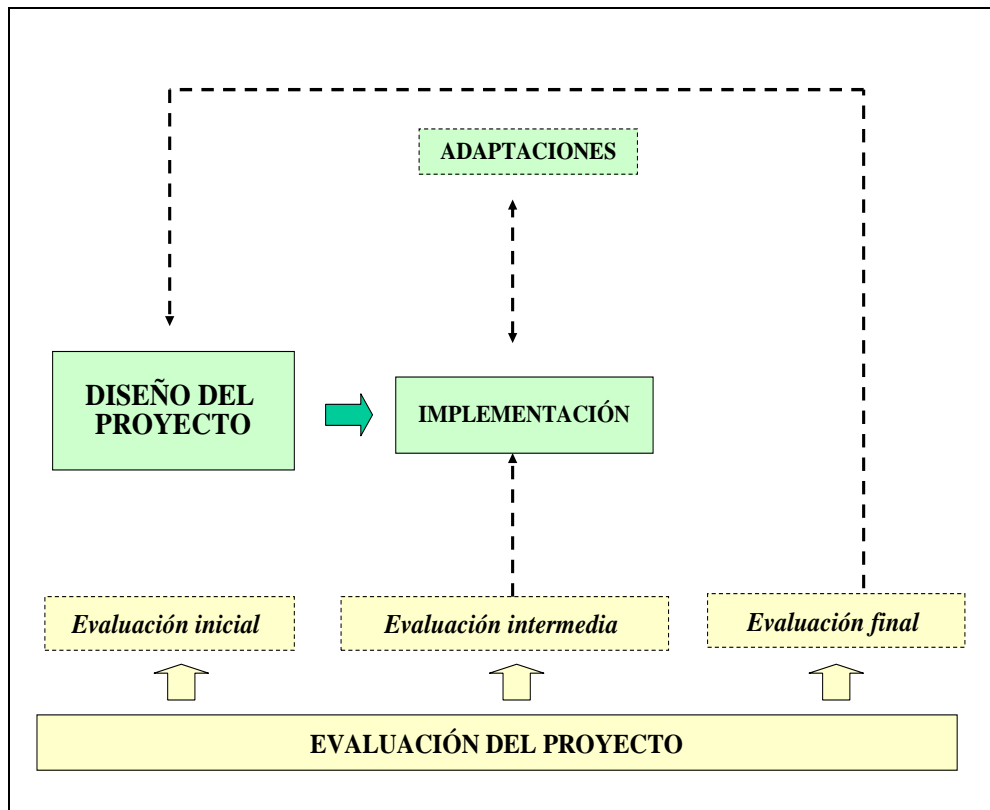 ADAPTACIONES
DISEÑO DEL
PROYECTO
IMPLEMENTACIÓN
Evaluación inicial
Evaluación intermedia
Evaluación final
EVALUACIÓN DEL PROYECTO